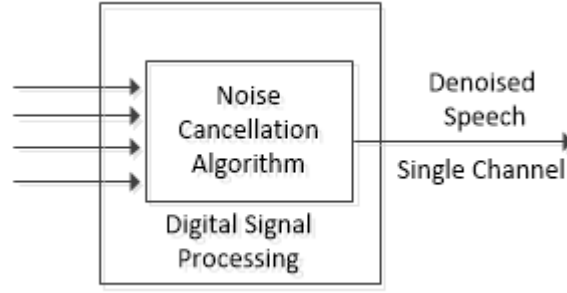 Noise
Cancellation
Algorithm
Digital Signal
Processing
Denoised
Speech
Single Channel